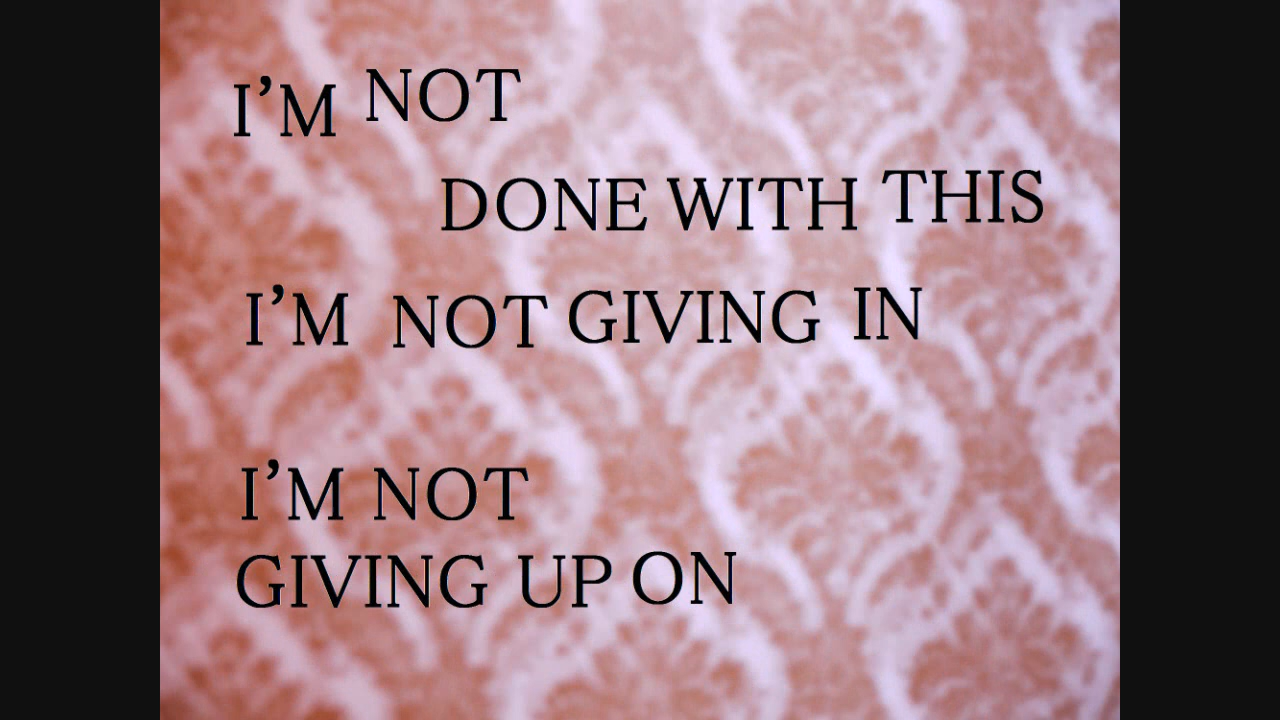 I’M NOT
DONE WITH THIS
I’M NOT GIVING IN
I’M NOT
GIVING UP ON